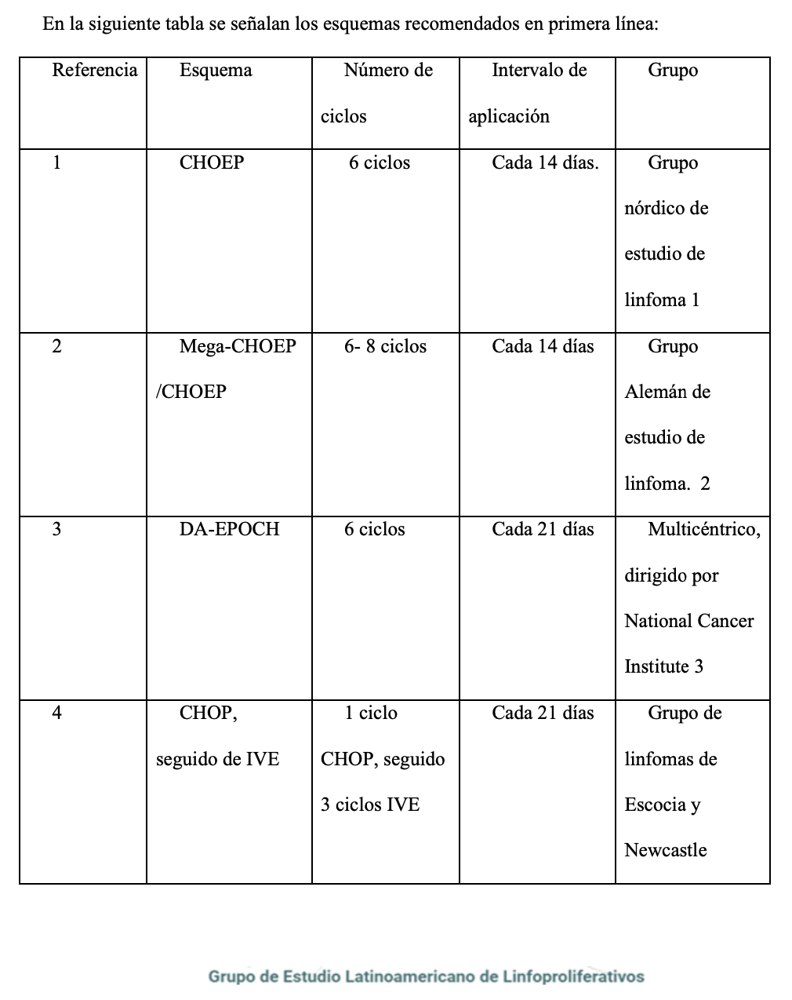 En la siguiente tabla se señalan los esquemas recomendados en primera línea:
Referencia
Esquema
Número de
ciclos
Intervalo de
aplicación
Grupo
1
CHOEP
6 ciclos
Cada 14 días.
Grupo
nórdico de
estudio de
linfoma 1
2
Mega-CHOEP
/CHOEP
6- 8 ciclos
Cada 14 días
Grupo
Alemán de
estudio de
linfoma.  2
3
DA-EPOCH
6 ciclos
Cada 21 días
Multicéntrico,
dirigido por
National Cancer
Institute 3
4
CHOP,
seguido de IVE
1 ciclo
CHOP, seguido
3 ciclos IVE
Cada 21 días
Grupo de
linfomas de
Escocia y
Newcastle
Grupo de Estudio Latinoamericano de Linfoproliferativos